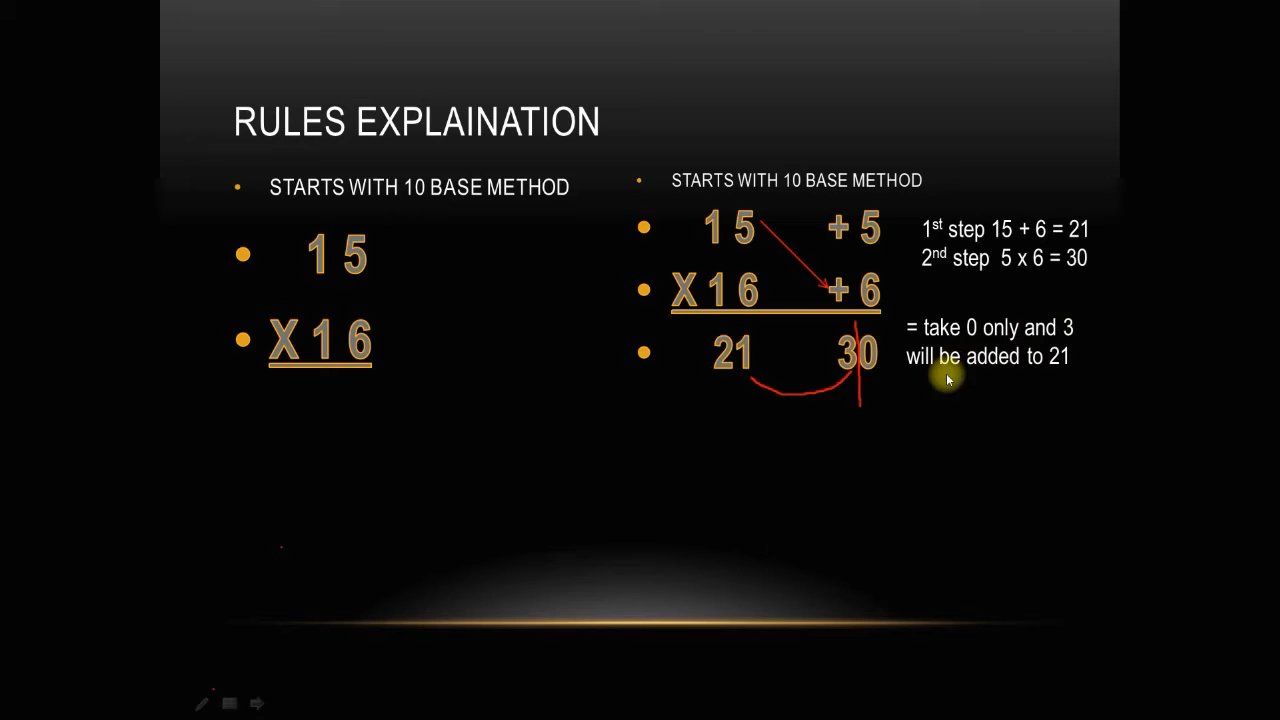 RULES EXPLAINATION
• STARTS WITH 10 BASE METHOD
• 1 5
• X 1 6
• STARTS WITH 10 BASE METHOD
• 1 5 + 5
• X 1 6 + 6
• 21 30
1st step 15 + 6 = 21
2nd step 5 x 6 = 30
= take 0 only and 3
will be added to 21